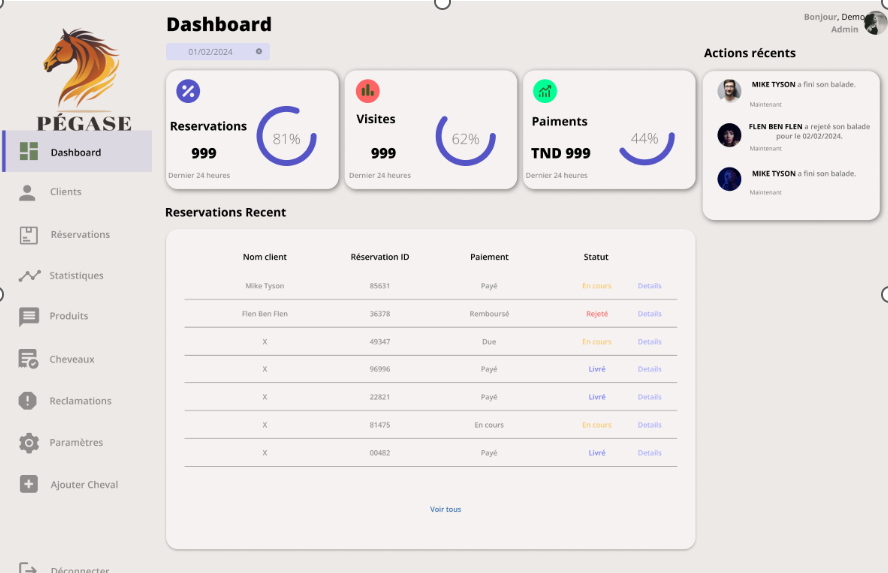 PÉGASE
Dashboard
Clients
Réservations
Statistiques
Produits
Cheveaux
Reclamations
Paramètres
Ajouter Cheval
Déconnecter
Dashboard
01/02/2024
Bonjour, Demo
Admin
Reservations
999
81%
Dernier 24 heures
Visites
999
62%
Dernier 24 heures
Paiments
TND 999
44%
Dernier 24 heures
Actions récents
MIKE TYSON a fini son balade.
Maintenant
FLEN BEN FLEN a rejeté son balade
pour le 02/02/2024.
Maintenant
MIKE TYSON a fini son balade.
Maintenant
Reservations Recent
Nom client Réservation ID Paiement Statut
Mike Tyson 85631 Payé En cours Details
Flen Ben Flen 36378 Remboursé Rejeté Details
X 49347 Due En cours Details
X 96996 Payé Livré Details
X 22821 Payé Livré Details
X 81475 En cours En cours Details
X 00482 Payé Livré Details
Voir tous